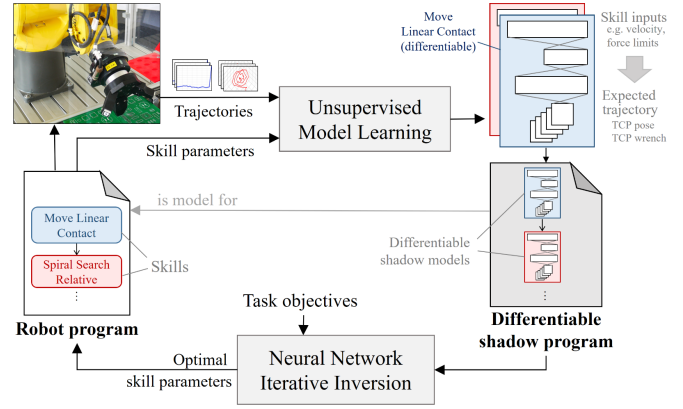 Move
Linear Contact
(differentiable)
Skill inputs
e.g. velocity,
force limits
Expected
trajectory
TCP pose
TCP wrench
Trajectories
Skill parameters
Unsupervised
Model Learning
is model for
Move Linear
Contact
Spiral Search
Relative
⋮
Skills
Robot program
Differentiable
shadow models
⋮
Differentiable
shadow program
Task objectives
Neural Network
Iterative Inversion
Optimal
skill parameters